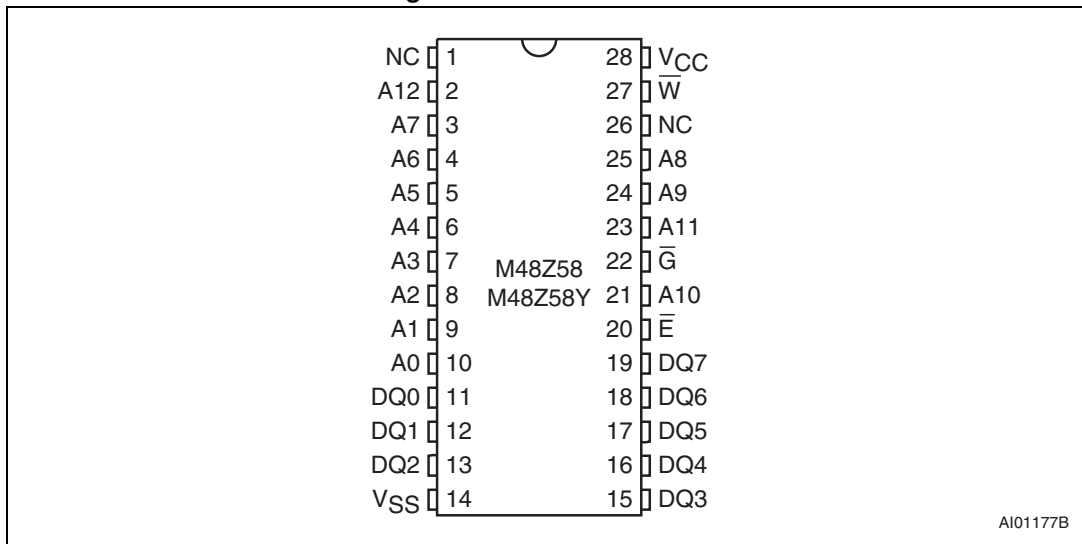 NC 1 28 VCC
A12 2 27 W̅
A7 3 26 NC
A6 4 25 A8
A5 5 24 A9
A4 6 23 A11
A3 7 M48Z58 22 G̅
A2 8 M48Z58Y 21 A10
A1 9 20 E̅
A0 10 19 DQ7
DQ0 11 18 DQ6
DQ1 12 17 DQ5
DQ2 13 16 DQ4
VSS 14 15 DQ3
AI01177B